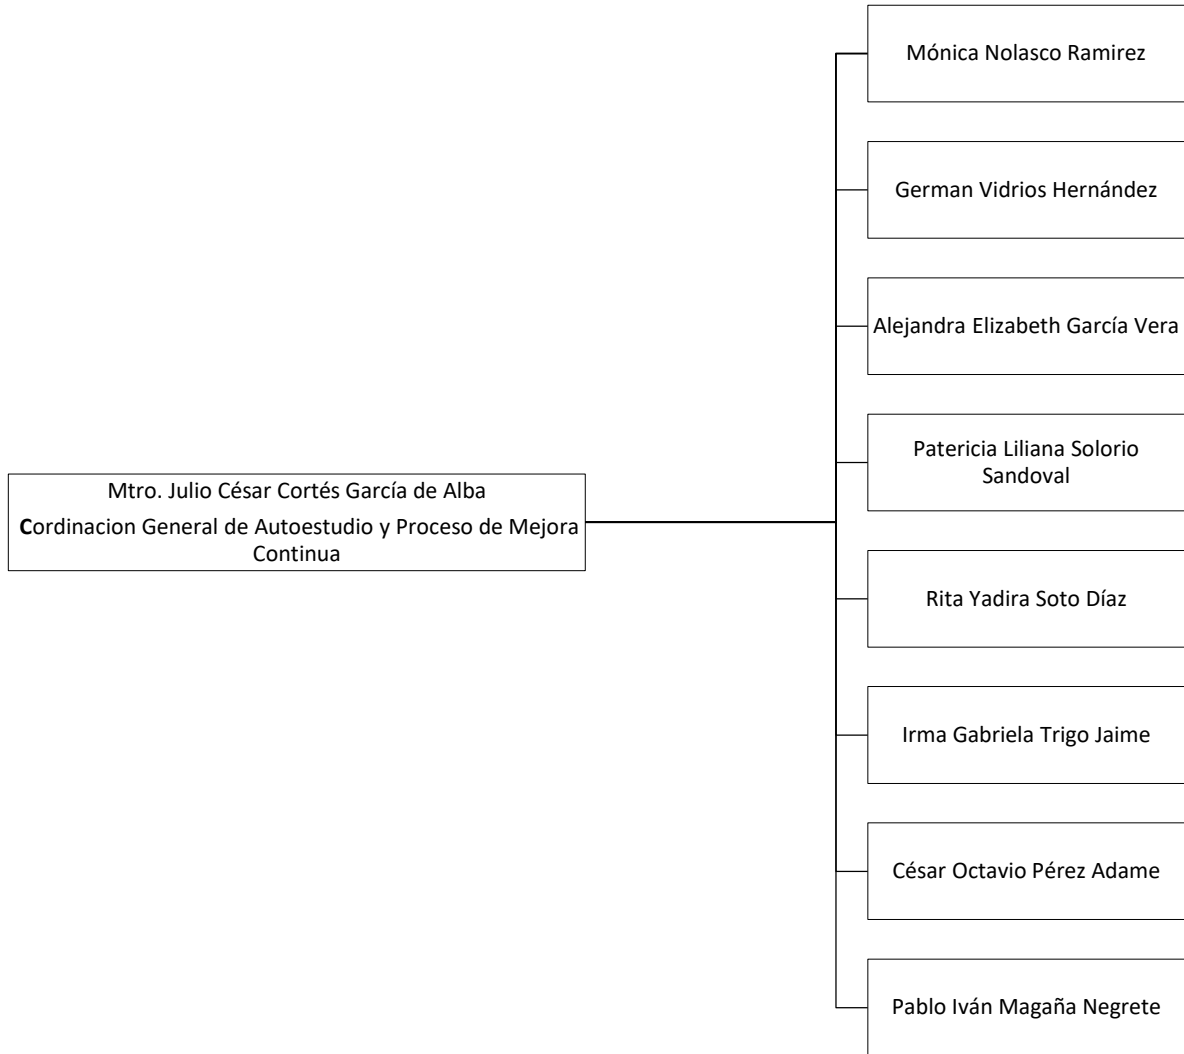 Mónica Nolasco Ramirez
German Vidrios Hernández
Alejandra Elizabeth García Vera
Patericia Liliana Solorio
Sandoval
Mtro. Julio César Cortés García de Alba
Cordinacion General de Autoestudio y Proceso de Mejora
Continua
Rita Yadira Soto Díaz
Irma Gabriela Trigo Jaime
César Octavio Pérez Adame
Pablo Iván Magaña Negrete